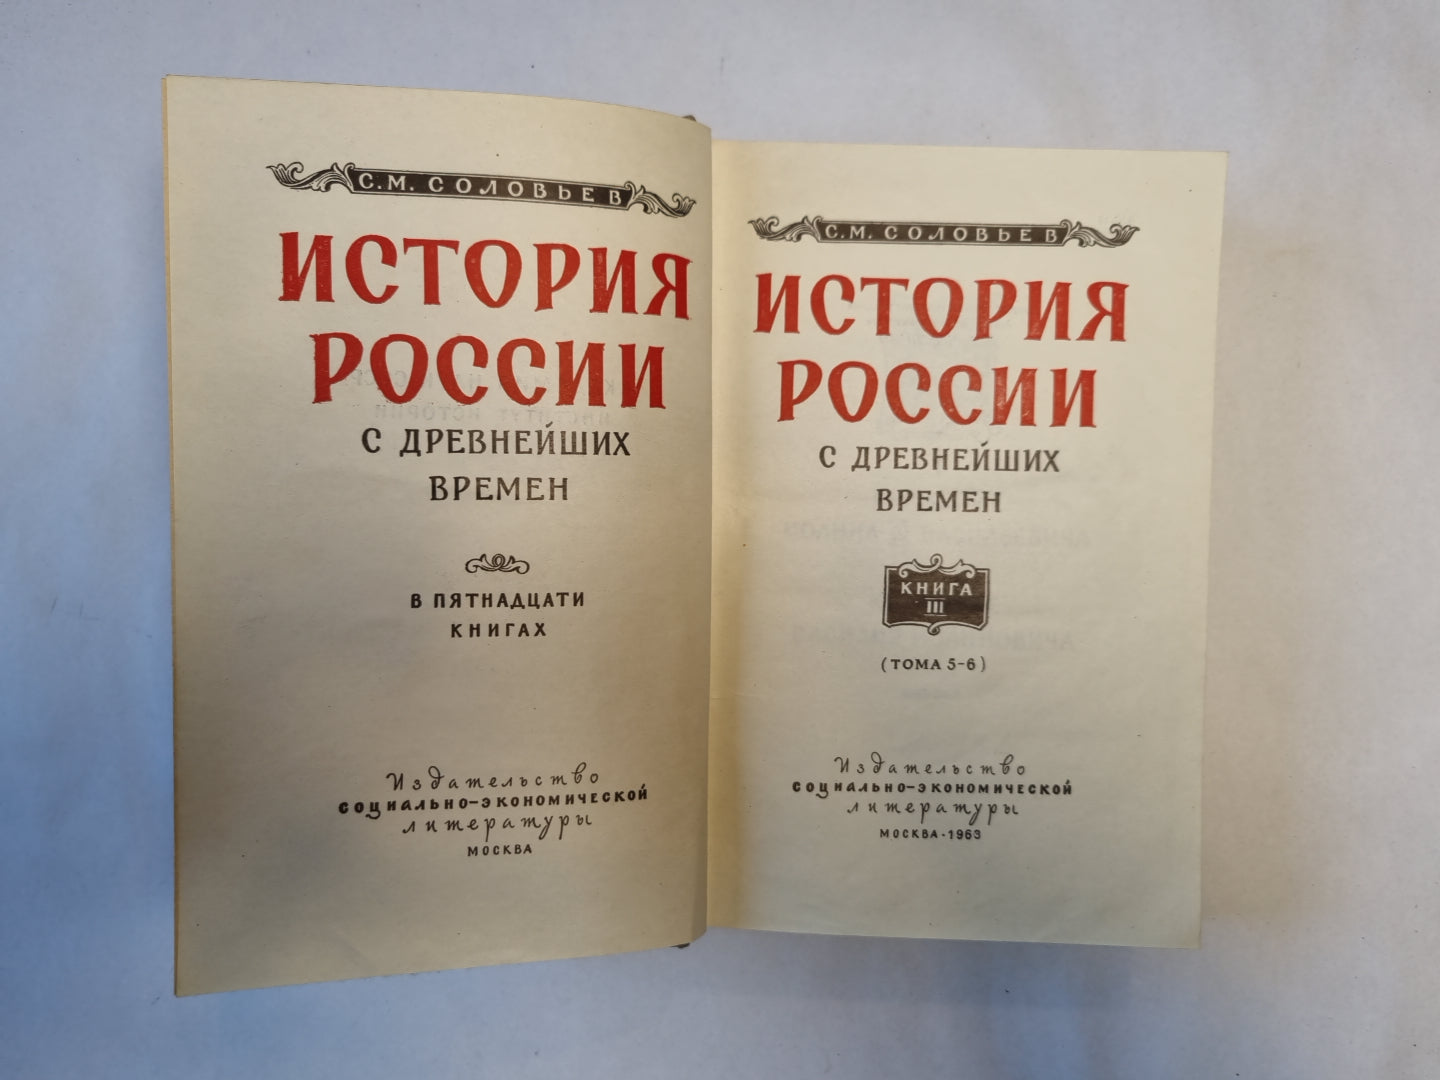 С.М. СОЛОВЬЕВ
ИСТОРИЯ
РОССИИ
С ДРЕВНЕЙШИХ
ВРЕМЕН
В ПЯТНАДЦАТИ
КНИГАХ
Издательство
СОЦИАЛЬНО-ЭКОНОМИЧЕСКОЙ
литературы
МОСКВА
С.М. СОЛОВЬЕВ
ИСТОРИЯ
РОССИИ
С ДРЕВНЕЙШИХ
ВРЕМЕН
КНИГА
III
(ТОМА 5-6)
Издательство
СОЦИАЛЬНО-ЭКОНОМИЧЕСКОЙ
литературы
МОСКВА·1963